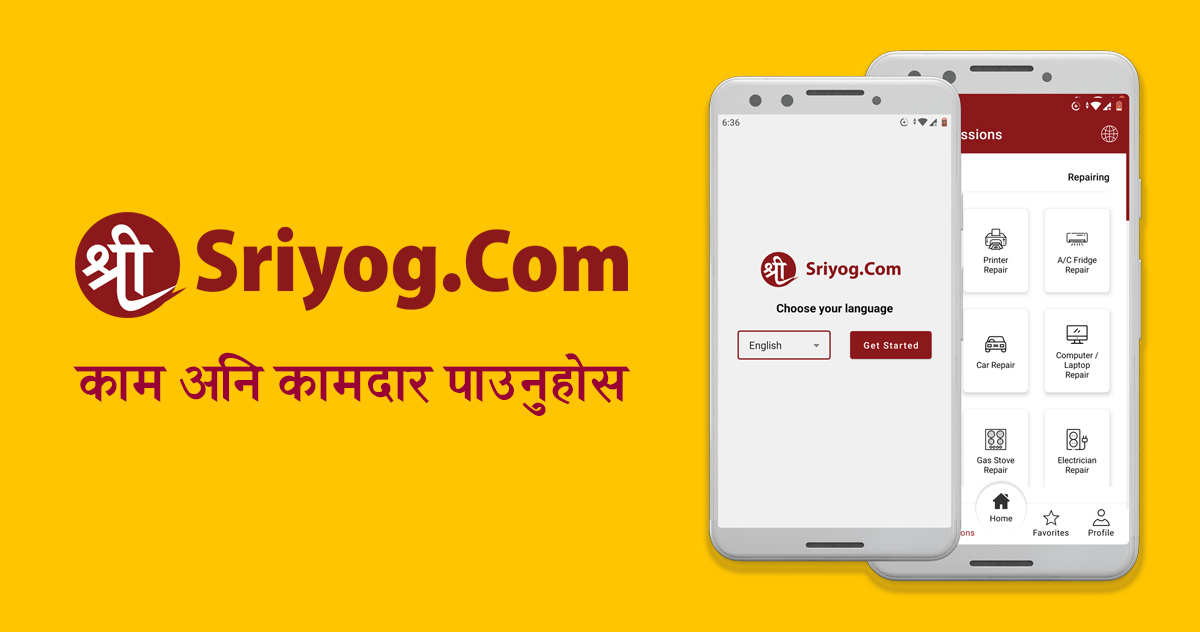 श्री Sriyog.Com
काम अनि कामदार पाउनुहोस
6:36
श्री Sriyog.Com
Choose your language
English
Get Started
ssions
Repairing
Printer
Repair
A/C Fridge
Repair
Car Repair
Computer /
Laptop
Repair
Gas Stove
Repair
Electrician
Repair
ons
Home
Favorites
Profile